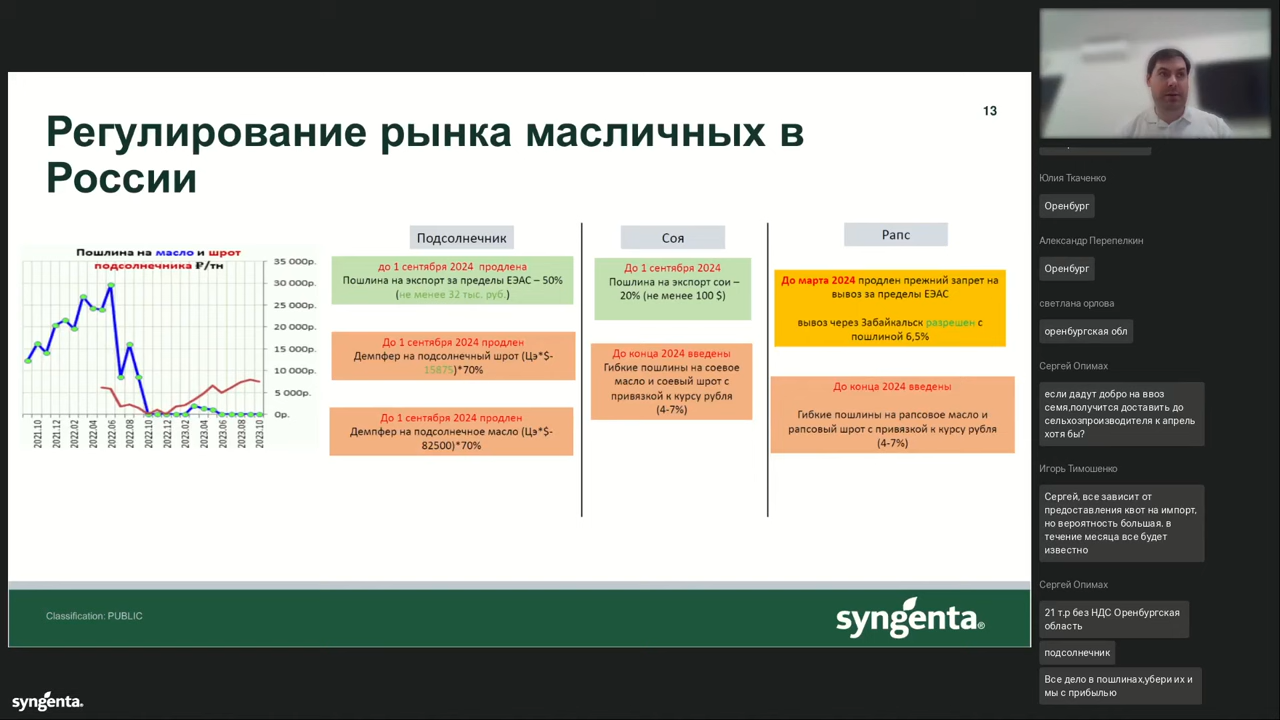 13
Регулирование рынка масличных в
России
Пошлина на масло и шрот
подсолнечника ₽/тн
35 000р.
30 000р.
25 000р.
20 000р.
15 000р.
10 000р.
5 000р.
0р.
2021.10
2021.12
2022.02
2022.04
2022.06
2022.08
2022.10
2022.12
2023.02
2023.04
2023.06
2023.08
2023.10
Подсолнечник
до 1 сентября 2024 продлена
Пошлина на экспорт за пределы ЕЭАС – 50%
(не менее 32 тыс. руб.)
До 1 сентября 2024 продлен
Демпфер на подсолнечный шрот (Цэ*$-
15875)*70%
До 1 сентября 2024 продлен
Демпфер на подсолнечное масло (Цэ*$-
82500)*70%
Соя
До 1 сентября 2024
Пошлина на экспорт сои –
20% (не менее 100 $)
До конца 2024 введены
Гибкие пошлины на соевое
масло и соевый шрот с
привязкой к курсу рубля
(4-7%)
Рапс
До марта 2024 продлен прежний запрет на
вывоз за пределы ЕЭАС
вывоз через Забайкальск разрешен с
пошлиной 6,5%
До конца 2024 введены
Гибкие пошлины на рапсовое масло и
рапсовый шрот с привязкой к курсу рубля
(4-7%)
Classification: PUBLIC
syngenta®
syngenta
Юлия Ткаченко
Оренбург
Александр Перепелкин
Оренбург
светлана орлова
оренбургская обл
Сергей Опимах
если дадут добро на ввоз
семя,получится доставить до
сельхозпроизводителя к апрель
хотя бы?
Игорь Тимошенко
Сергей, все зависит от
предоставления квот на импорт,
но вероятность большая. в
течение месяца все будет
известно
Сергей Опимах
21 т.р без НДС Оренбургская
область
подсолнечник
Все дело в пошлинах,убери их и
мы с прибылью